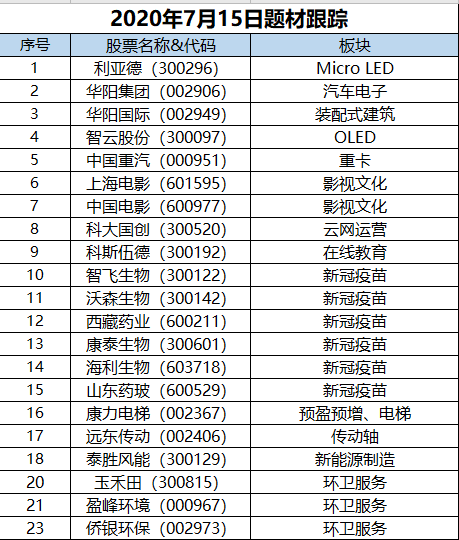 2020年7月15日题材跟踪
序号 股票名称&代码 板块
1 利亚德（300296） Micro LED
2 华阳集团（002906） 汽车电子
3 华阳国际（002949） 装配式建筑
4 智云股份（300097） OLED
5 中国重汽（000951） 重卡
6 上海电影（601595） 影视文化
7 中国电影（600977） 影视文化
8 科大国创（300520） 云网运营
9 科斯伍德（300192） 在线教育
10 智飞生物（300122） 新冠疫苗
11 沃森生物（300142） 新冠疫苗
12 西藏药业（600211） 新冠疫苗
13 康泰生物（300601） 新冠疫苗
14 海利生物（603718） 新冠疫苗
15 山东药玻（600529） 新冠疫苗
16 康力电梯（002367） 预盈预增、电梯
17 远东传动（002406） 传动轴
18 泰胜风能（300129） 新能源制造
20 玉禾田（300815） 环卫服务
21 盈峰环境（000967） 环卫服务
23 侨银环保（002973） 环卫服务